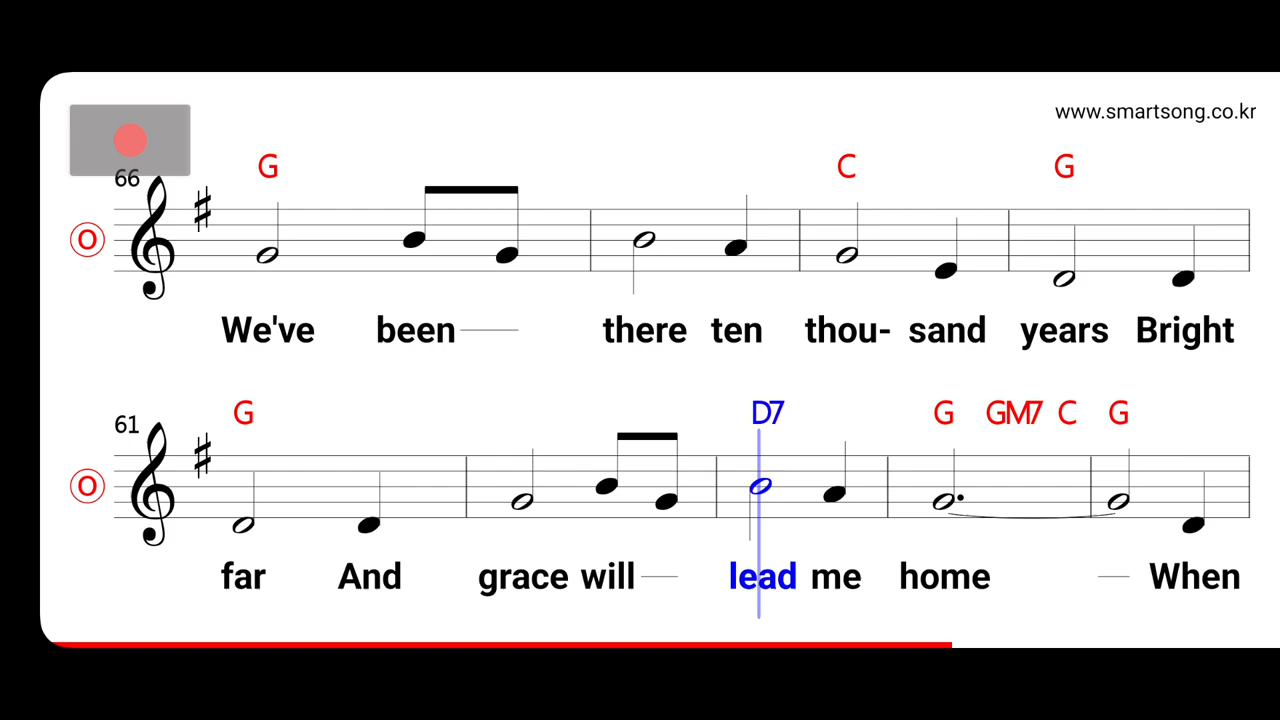 www.smartsong.co.kr
G C G
66
O
We've been there ten thou- sand years Bright
G D7 G GM7 C G
61
O
far And grace will lead me home When